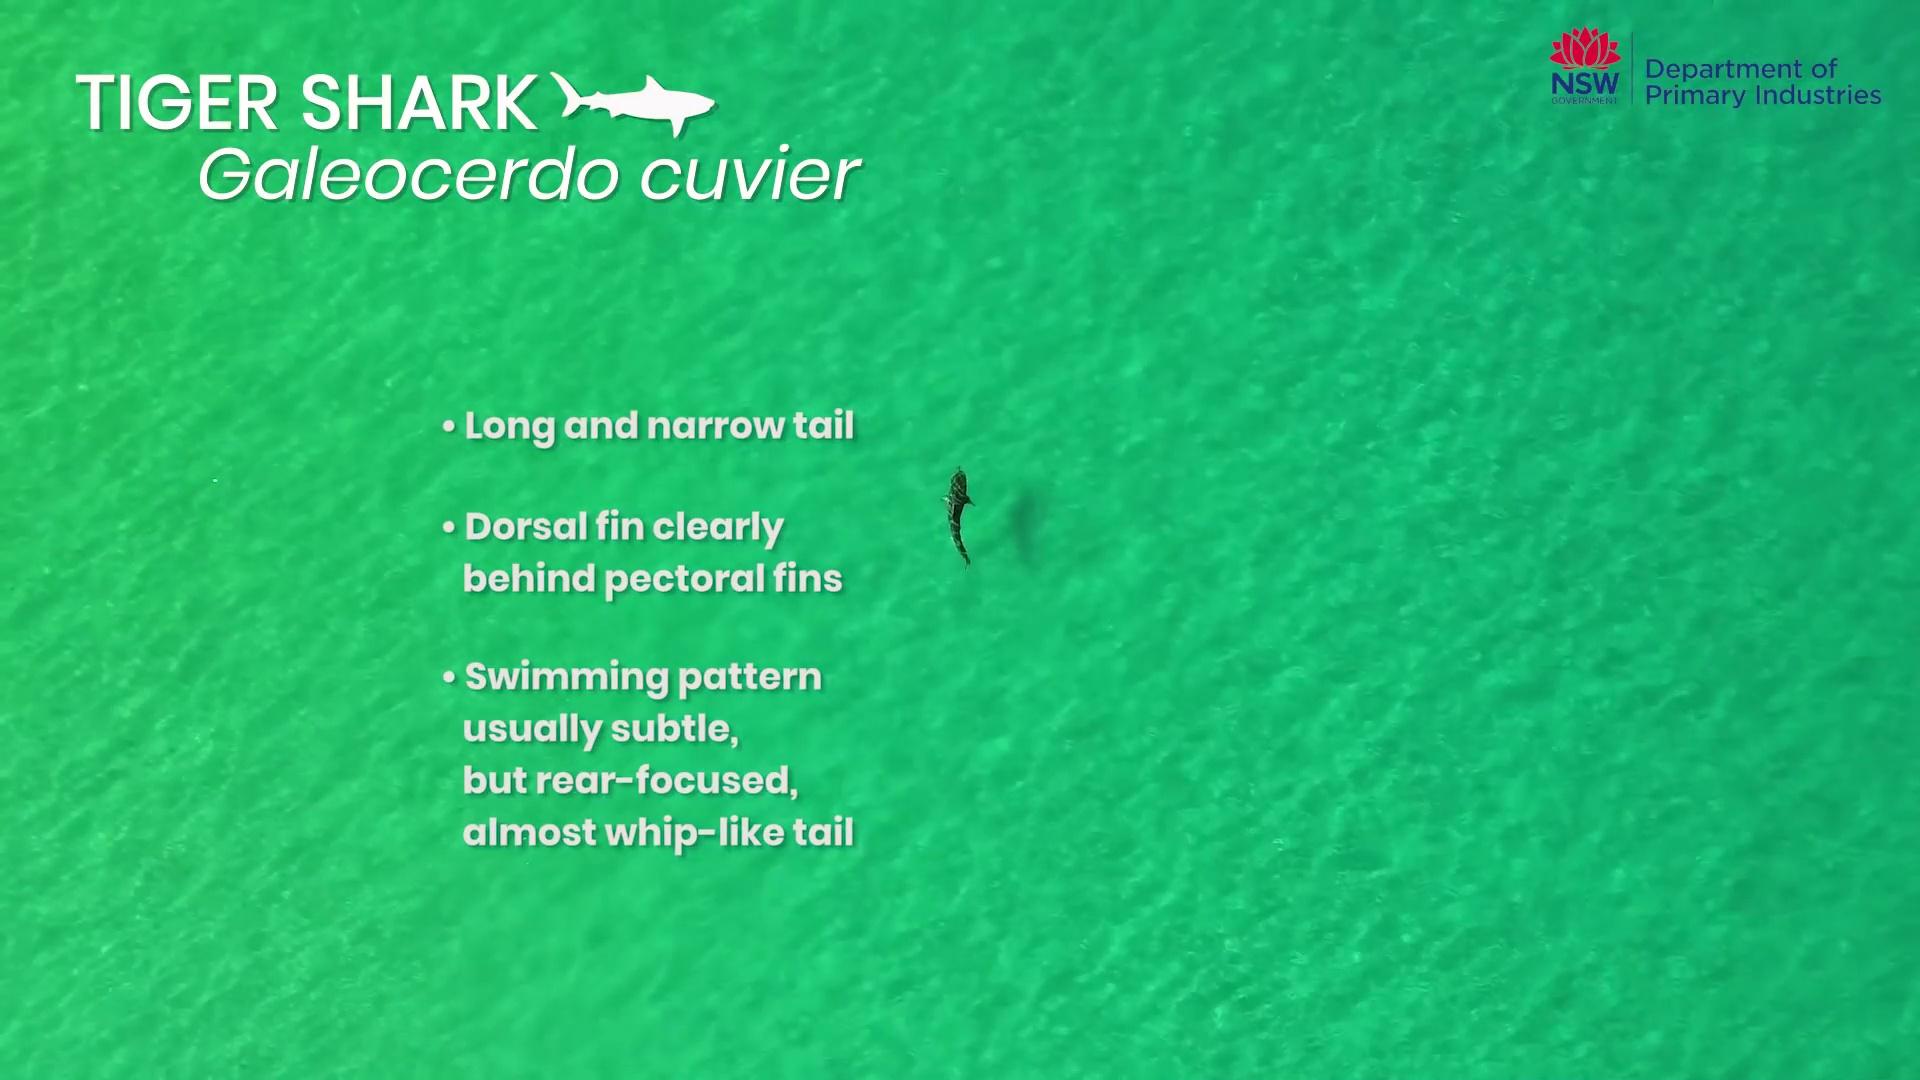 TIGER SHARK
Galeocerdo cuvier
NSW
GOVERNMENT
Department of
Primary Industries
• Long and narrow tail
• Dorsal fin clearly
behind pectoral fins
• Swimming pattern
usually subtle,
but rear-focused,
almost whip-like tail